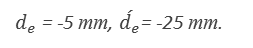 dₑ = -5 mm, d́ₑ = -25 mm.